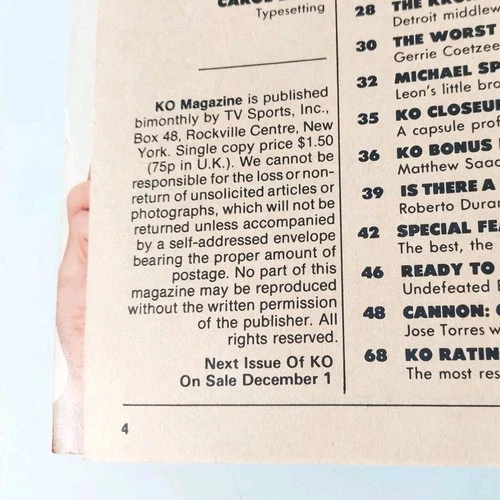 Typesetting
KO Magazine is published
bimonthly by TV Sports, Inc.,
Box 48, Rockville Centre, New
York. Single copy price $1.50
(75p in U.K.). We cannot be
responsible for the loss or non-
return of unsolicited articles or
photographs, which will not be
returned unless accompanied
by a self-addressed envelope
bearing the proper amount of
postage. No part of this
magazine may be reproduced
without the written permission
of the publisher. All
rights reserved.
Next Issue Of KO
On Sale December 1
4
28 THE
Detroit middlew
30 THE WORST
Gerrie Coetzee
32 MICHAEL SP
Leon's little bro
35 KO CLOSEU
A capsule prof
36 KO BONUS
Matthew Saad
39 IS THERE A
Roberto Duran
42 SPECIAL FEA
The best, the
46 READY TO
Undefeated
48 CANNON:
Jose Torres w
68 KO RATIN
The most res